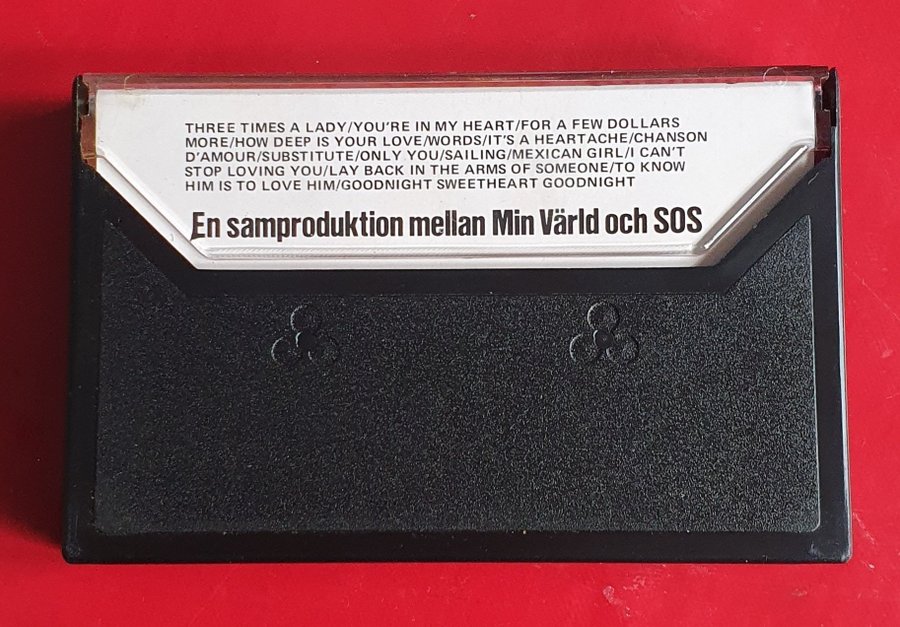 THREE TIMES A LADY/YOU'RE IN MY HEART/FOR A FEW DOLLARS
MORE/HOW DEEP IS YOUR LOVE/WORDS/IT'S A HEARTACHE/CHANSON
D'AMOUR/SUBSTITUTE/ONLY YOU/SAILING/MEXICAN GIRL/I CAN'T
STOP LOVING YOU/LAY BACK IN THE ARMS OF SOMEONE/TO KNOW
HIM IS TO LOVE HIM/GOODNIGHT SWEETHEART GOODNIGHT
En samproduktion mellan Min Värld och SOS